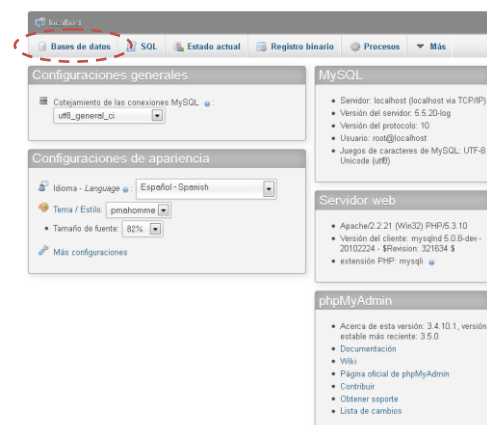 localhost
Bases de datos
SQL
Estado actual
Registro binario
Procesos
Más
Configuraciones generales
Cotejamiento de las conexiones MySQL :
utf8_general_ci
Configuraciones de apariencia
Idioma - Language : Español - Spanish
Tema / Estilo: pmahomme
Tamaño de fuente: 82%
Más configuraciones
MySQL
Servidor: localhost (localhost via TCP/IP)
Versión del servidor: 5.5.20-log
Versión del protocolo: 10
Usuario: root@localhost
Juegos de caracteres de MySQL: UTF-8
Unicode (utf8)
Servidor web
Apache/2.2.21 (Win32) PHP/5.3.10
Versión del cliente: mysqlnd 5.0.8-dev -
20102224 - $Revision: 321634 $
extensión PHP: mysqli
phpMyAdmin
Acerca de esta versión: 3.4.10.1, versión
estable más reciente: 3.5.0
Documentación
Wiki
Página oficial de phpMyAdmin
Contribuir
Obtener soporte
Lista de cambios